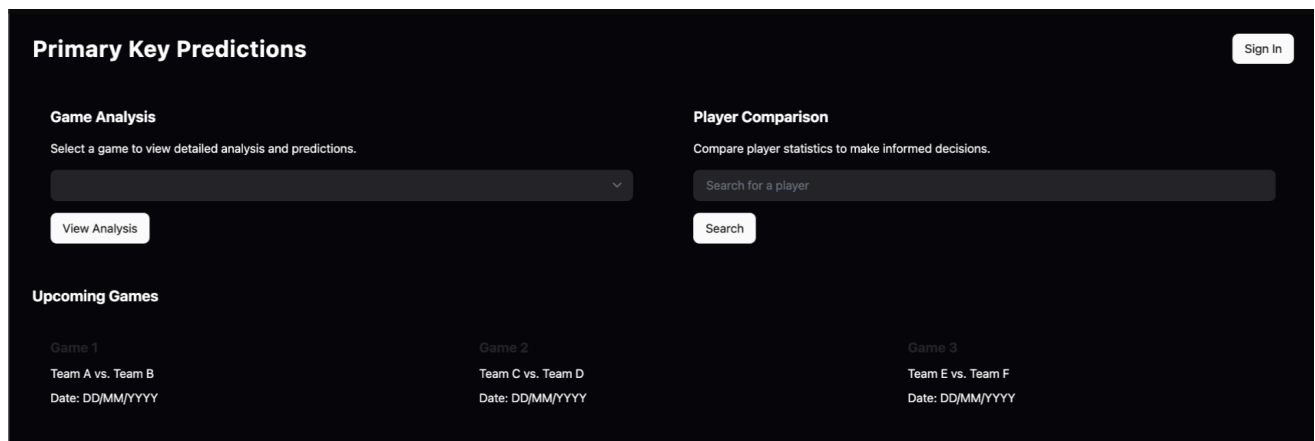 Primary Key Predictions
Sign In
Game Analysis
Select a game to view detailed analysis and predictions.
View Analysis
Player Comparison
Compare player statistics to make informed decisions.
Search for a player
Search
Upcoming Games
Game 1
Team A vs. Team B
Date: DD/MM/YYYY
Game 2
Team C vs. Team D
Date: DD/MM/YYYY
Game 3
Team E vs. Team F
Date: DD/MM/YYYY